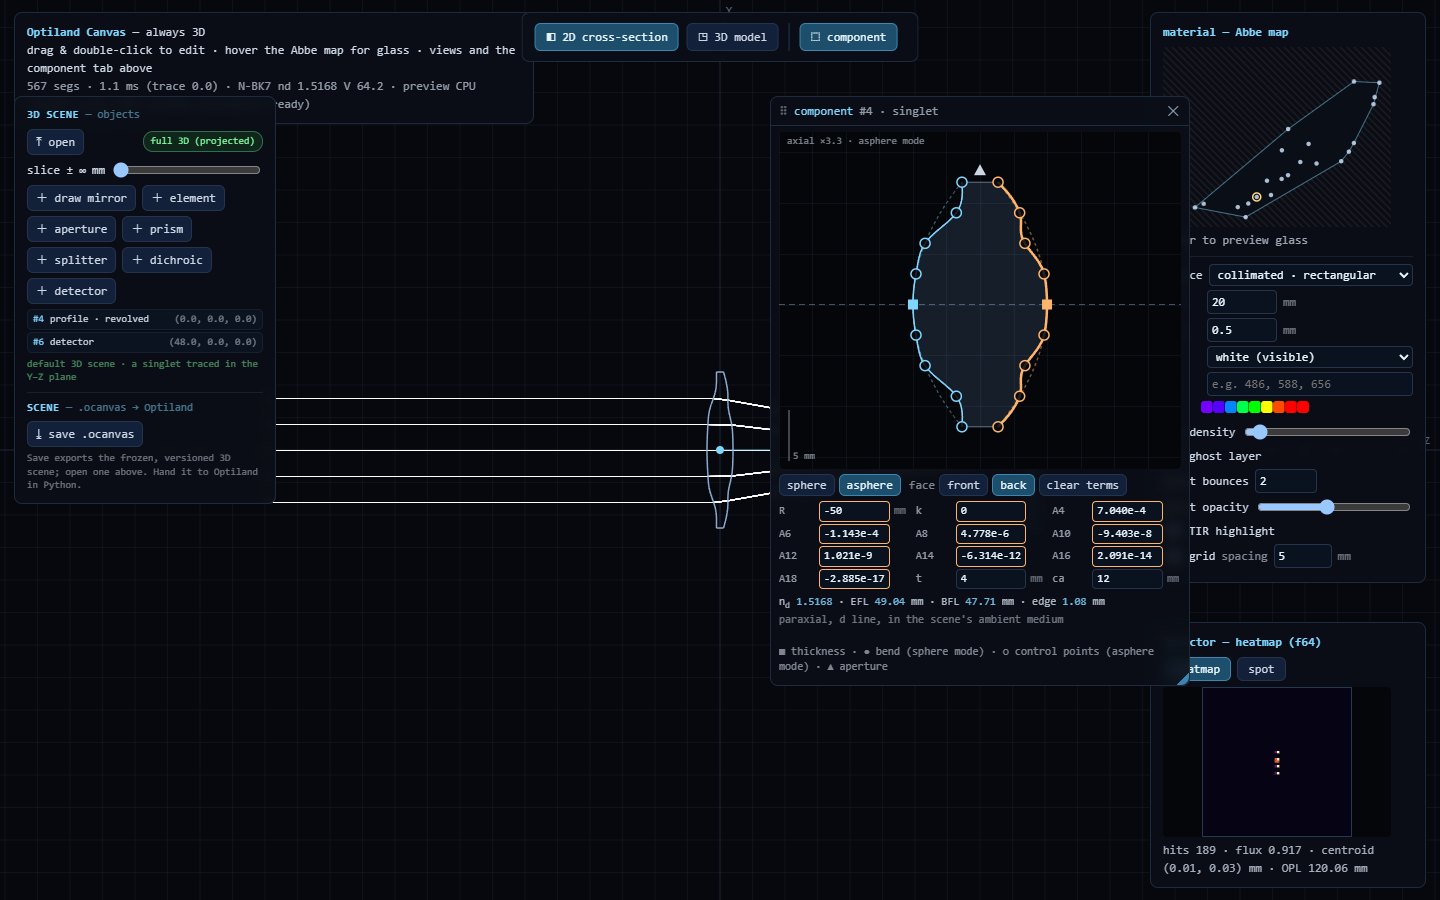 Optiland Canvas — always 3D
drag & double-click to edit · hover the Abbe map for glass · views and the
component tab above
567 segs · 1.1 ms (trace 0.0) · N-BK7 nd 1.5168 V 64.2 · preview CPU
eady)
Y
2D cross-section
3D model
component
3D SCENE — objects
open
full 3D (projected)
slice ± ∞ mm
+ draw mirror
+ element
+ aperture
+ prism
+ splitter
+ dichroic
+ detector
#4 profile · revolved (0.0, 0.0, 0.0)
#6 detector (48.0, 0.0, 0.0)
default 3D scene · a singlet traced in the
Y-Z plane
SCENE — .ocanvas → Optiland
save .ocanvas
Save exports the frozen, versioned 3D
scene; open one above. Hand it to Optiland
in Python.
component #4 · singlet
axial ×3.3 · asphere mode
5 mm
sphere asphere face front back clear terms
R -50 mm k 0 A4 7.040e-4
A6 -1.143e-4 A8 4.778e-6 A10 -9.403e-8
A12 1.021e-9 A14 -6.314e-12 A16 2.091e-14
A18 -2.885e-17 t 4 mm ca 12 mm
nd 1.5168 · EFL 49.04 mm · BFL 47.71 mm · edge 1.08 mm
paraxial, d line, in the scene's ambient medium
■ thickness · ● bend (sphere mode) · o control points (asphere
mode) · ▲ aperture
material — Abbe map
r to preview glass
ce collimated · rectangular
20 mm
0.5 mm
white (visible)
e.g. 486, 588, 656
density
Z
ghost layer
t bounces 2
t opacity
TIR highlight
grid spacing 5 mm
ctor — heatmap (f64)
atmap spot
hits 189 · flux 0.917 · centroid
(0.01, 0.03) mm · OPL 120.06 mm